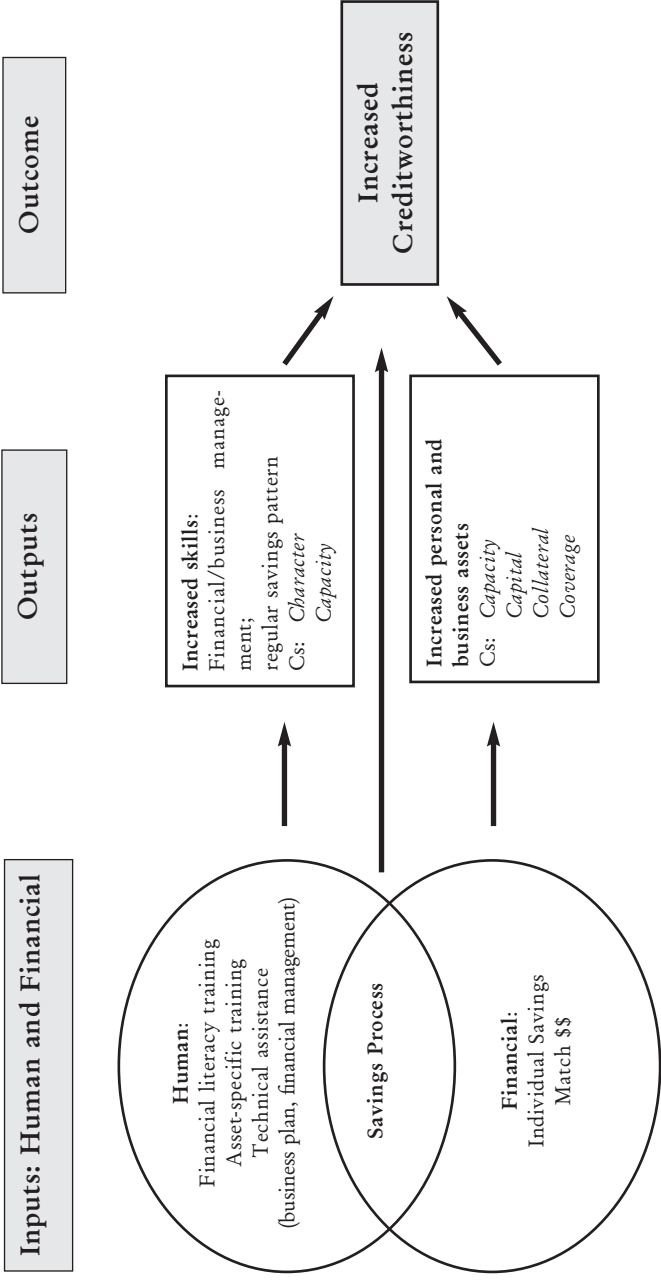 Inputs: Human and Financial
Outputs
Outcome
Human:
Financial literacy training
Asset-specific training
Technical assistance
(business plan, financial management)
Savings Process
Financial:
Individual Savings
Match $$
Increased skills:
Financial/business manage-
ment;
regular savings pattern
Cs: Character
Capacity
Increased personal and
business assets
Cs: Capacity
Capital
Collateral
Coverage
Increased
Creditworthiness